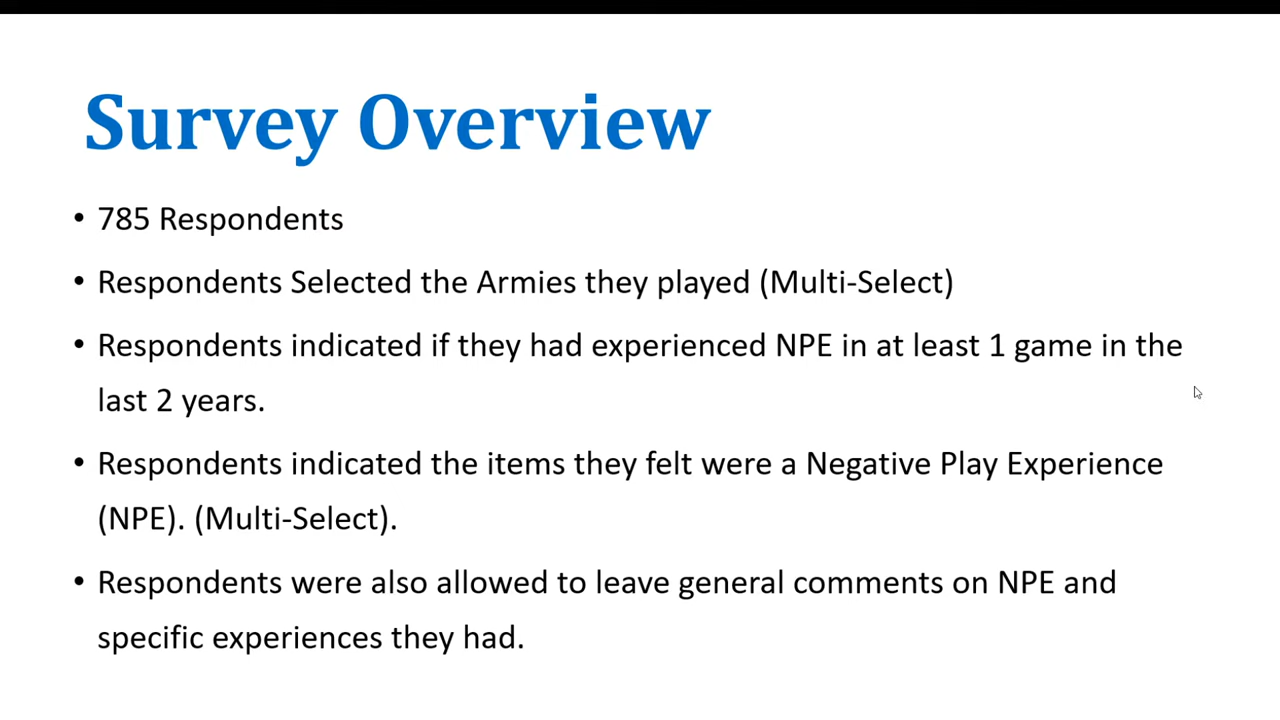 Survey Overview
• 785 Respondents
• Respondents Selected the Armies they played (Multi-Select)
• Respondents indicated if they had experienced NPE in at least 1 game in the
last 2 years.
• Respondents indicated the items they felt were a Negative Play Experience
(NPE). (Multi-Select).
• Respondents were also allowed to leave general comments on NPE and
specific experiences they had.